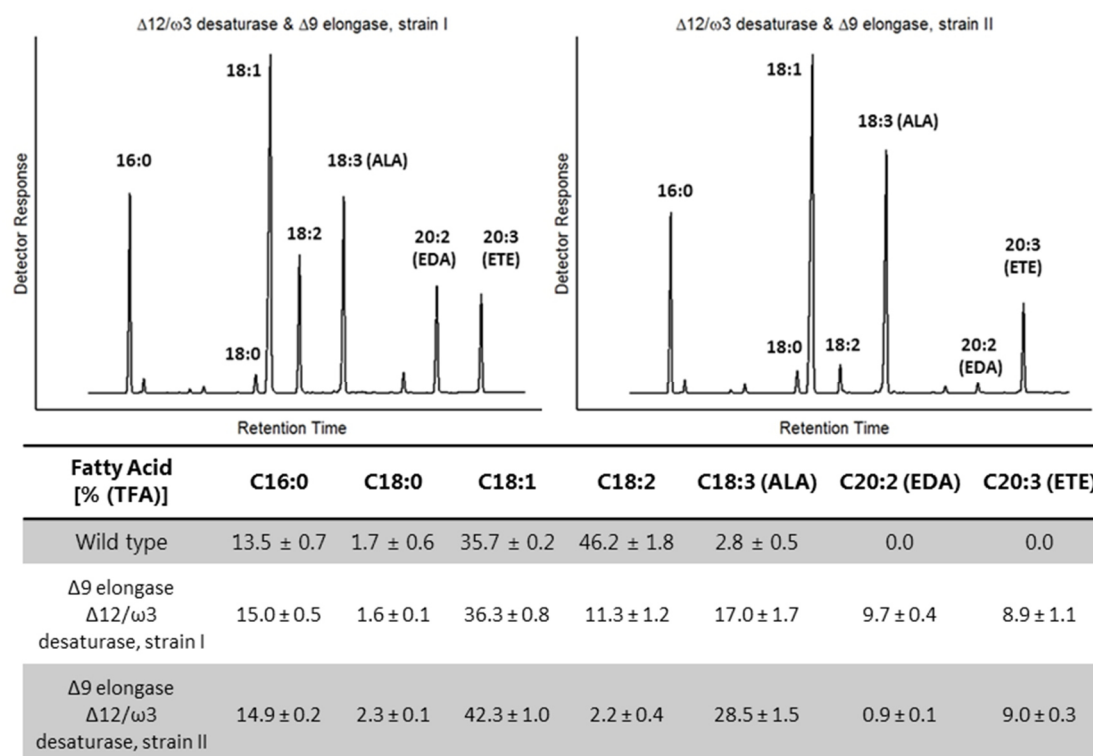 Δ12/ω3 desaturase & Δ9 elongase, strain I
Detector Response
16:0
18:0
18:1
18:2
18:3 (ALA)
20:2
(EDA)
20:3
(ETE)
Retention Time
Δ12/ω3 desaturase & Δ9 elongase, strain II
Detector Response
16:0
18:0
18:1
18:2
18:3 (ALA)
20:2
(EDA)
20:3
(ETE)
Retention Time
Fatty Acid
[% (TFA)] C16:0 C18:0 C18:1 C18:2 C18:3 (ALA) C20:2 (EDA) C20:3 (ETE)
Wild type 13.5 ± 0.7 1.7 ± 0.6 35.7 ± 0.2 46.2 ± 1.8 2.8 ± 0.5 0.0 0.0
Δ9 elongase
Δ12/ω3
desaturase, strain I 15.0 ± 0.5 1.6 ± 0.1 36.3 ± 0.8 11.3 ± 1.2 17.0 ± 1.7 9.7 ± 0.4 8.9 ± 1.1
Δ9 elongase
Δ12/ω3
desaturase, strain II 14.9 ± 0.2 2.3 ± 0.1 42.3 ± 1.0 2.2 ± 0.4 28.5 ± 1.5 0.9 ± 0.1 9.0 ± 0.3